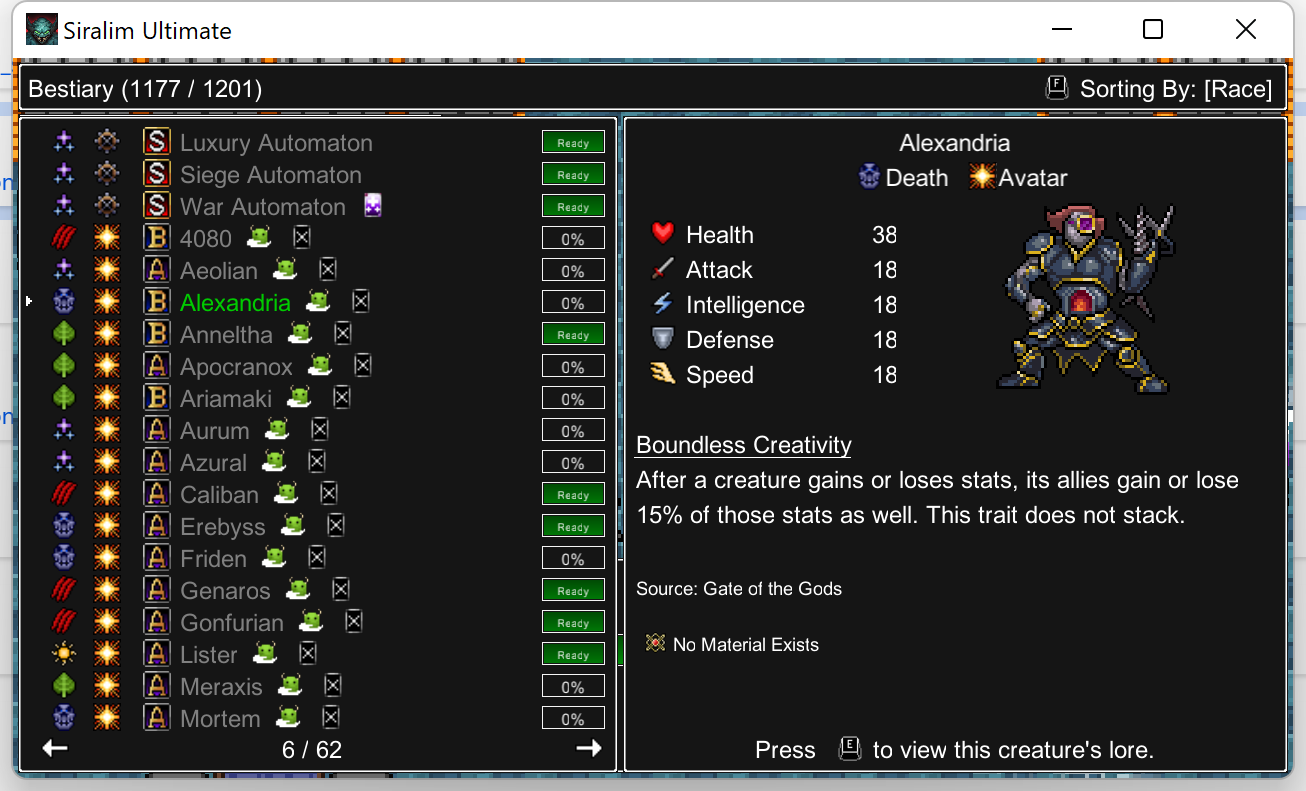 Siralim Ultimate
Bestiary (1177 / 1201)
F Sorting By: [Race]
S Luxury Automaton Ready
S Siege Automaton Ready
S War Automaton Ready
B 4080 0%
A Aeolian 0%
B Alexandria 0%
B Anneltha Ready
A Apocranox 0%
B Ariamaki 0%
A Aurum 0%
A Azural 0%
A Caliban Ready
A Erebyss Ready
A Friden 0%
A Genaros Ready
A Gonfurian Ready
A Lister Ready
A Meraxis 0%
A Mortem 0%
6 / 62
Alexandria
Death Avatar
Health 38
Attack 18
Intelligence 18
Defense 18
Speed 18
Boundless Creativity
After a creature gains or loses stats, its allies gain or lose
15% of those stats as well. This trait does not stack.
Source: Gate of the Gods
No Material Exists
Press E to view this creature's lore.